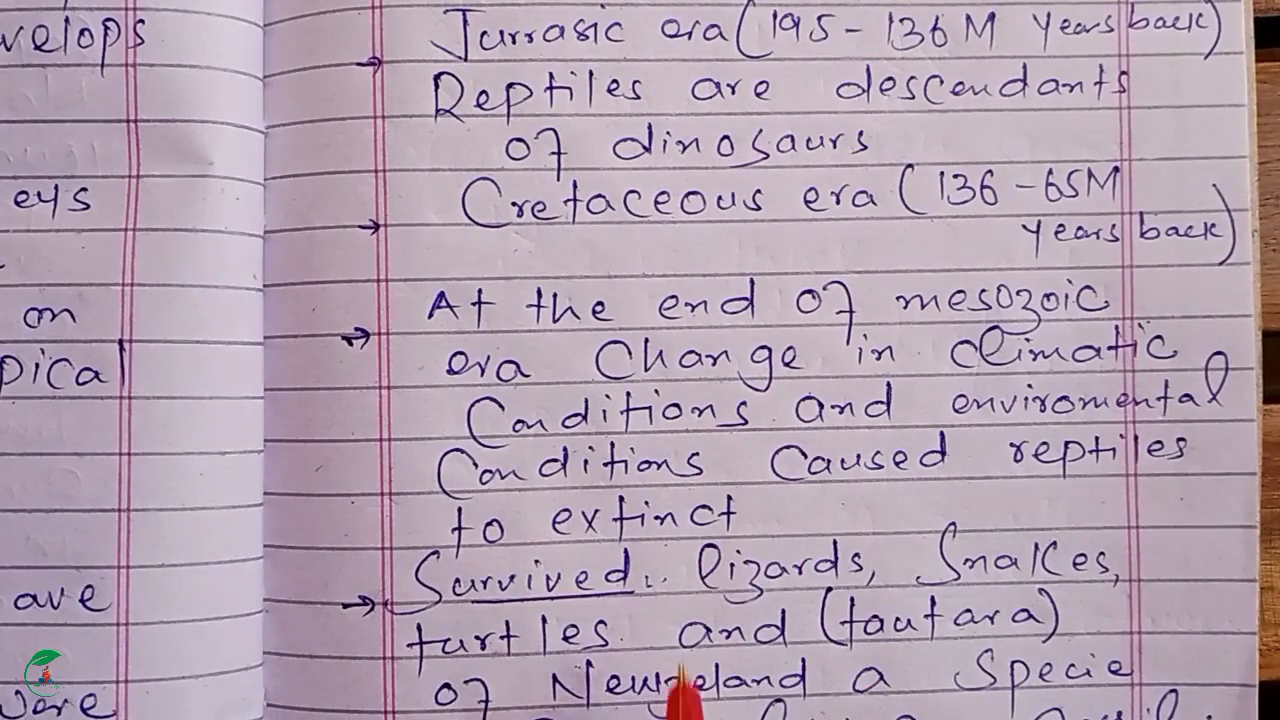 velops
eys
on
pical
ave
were
Jurrasic era (195 - 136 M Years back)
Reptiles are descendants
of dinosaurs
Cretaceous era (136 - 65M
years back)
At the end of mesozoic
era Change in climatic
Conditions and enviromental
Conditions caused reptiles
to extinct
Survived:. lizards, Snakes,
turtles and (tautara)
of Newzeland a Specie